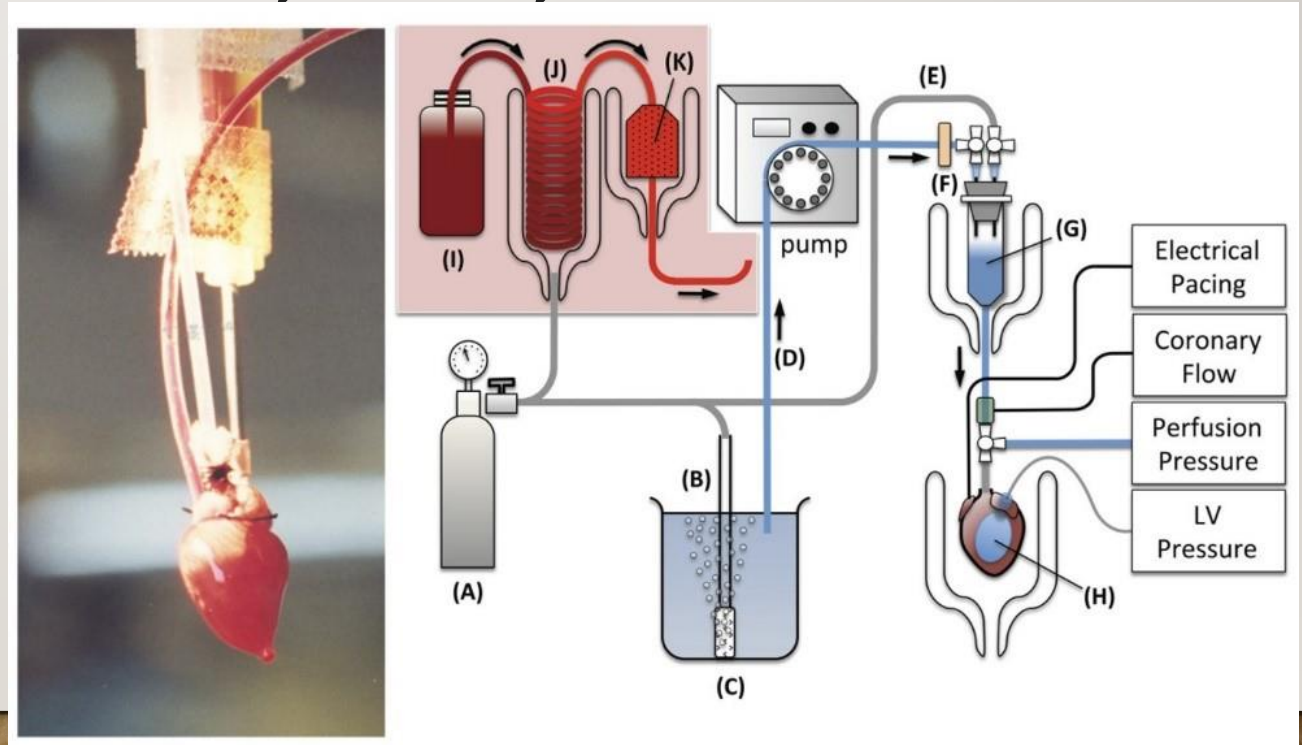 (J)
(K)
(E)
(F)
(G)
(I)
pump
(D)
Electrical
Pacing
Coronary
Flow
Perfusion
Pressure
LV
Pressure
(B)
(A)
(H)
(C)